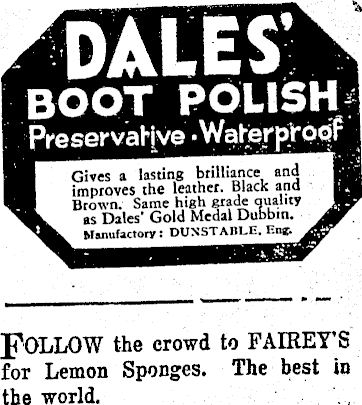 DALES'
BOOT POLISH
Preservative · Waterproof
Gives a lasting brilliance and
improves the leather. Black and
Brown. Same high grade quality
as Dales' Gold Medal Dubbin.
Manufactory: DUNSTABLE, Eng.
FOLLOW the crowd to FAIREY'S
for Lemon Sponges. The best in
the world.